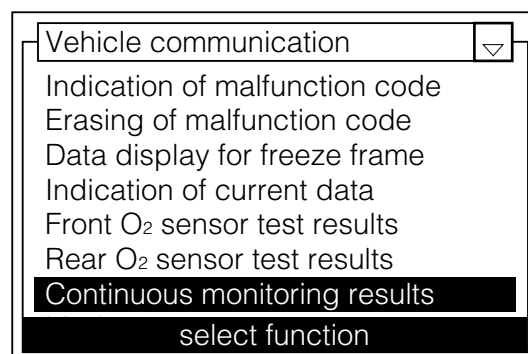 Vehicle communication
Indication of malfunction code
Erasing of malfunction code
Data display for freeze frame
Indication of current data
Front O₂ sensor test results
Rear O₂ sensor test results
Continuous monitoring results
select function